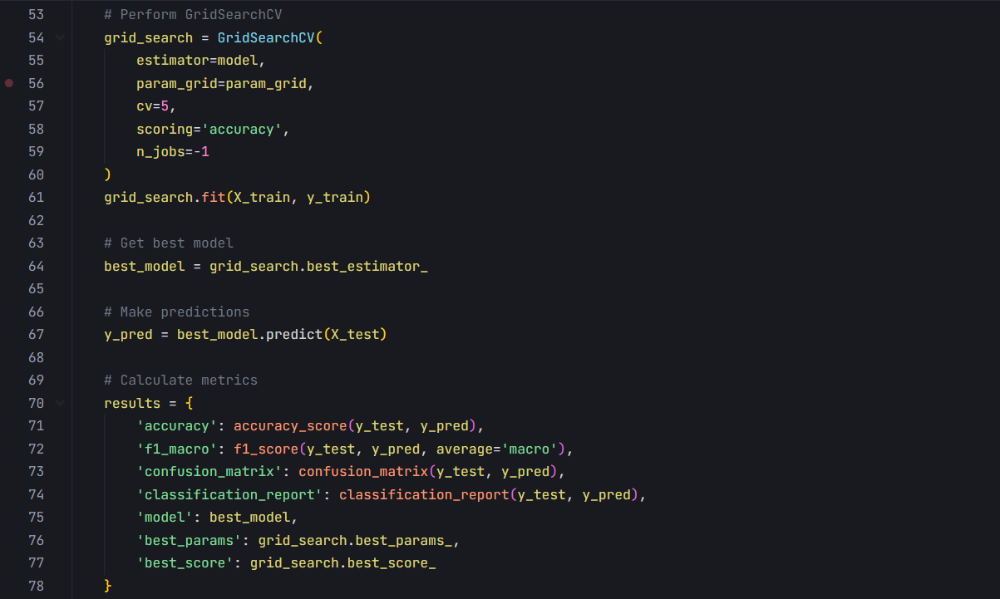 53 # Perform GridSearchCV
54 grid_search = GridSearchCV(
55 estimator=model,
56 param_grid=param_grid,
57 cv=5,
58 scoring='accuracy',
59 n_jobs=-1
60 )
61 grid_search.fit(X_train, y_train)
62
63 # Get best model
64 best_model = grid_search.best_estimator_
65
66 # Make predictions
67 y_pred = best_model.predict(X_test)
68
69 # Calculate metrics
70 results = {
71 'accuracy': accuracy_score(y_test, y_pred),
72 'f1_macro': f1_score(y_test, y_pred, average='macro'),
73 'confusion_matrix': confusion_matrix(y_test, y_pred),
74 'classification_report': classification_report(y_test, y_pred),
75 'model': best_model,
76 'best_params': grid_search.best_params_,
77 'best_score': grid_search.best_score_
78 }